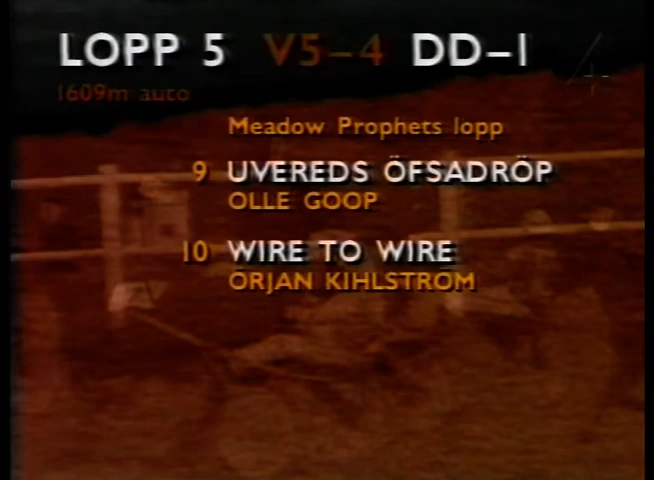 LOPP 5 V5-4 DD-1
1609m auto
Meadow Prophets lopp
9 UVEREDS ÖFSADRÖP
OLLE GOOP
10 WIRE TO WIRE
ÖRJAN KIHLSTRÖM
4